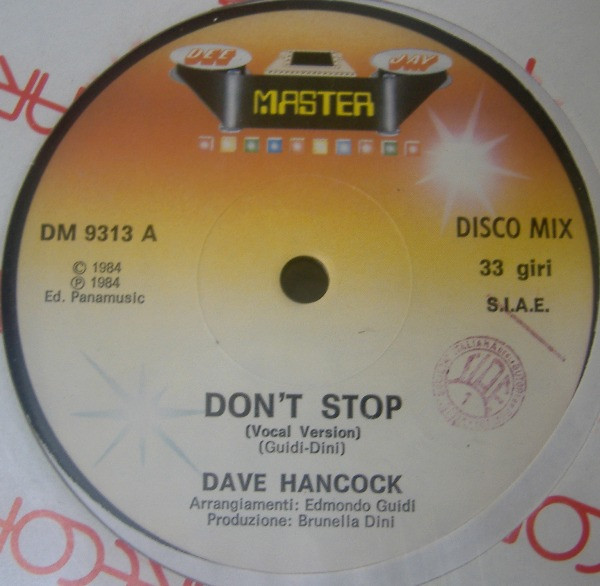 DEE JAY
MASTER
DM 9313 A
© 1984
℗ 1984
Ed. Panamusic
DISCO MIX
33 giri
S.I.A.E.
DON'T STOP
(Vocal Version)
(Guidi-Dini)
DAVE HANCOCK
Arrangiamenti: Edmondo Guidi
Produzione: Brunella Dini